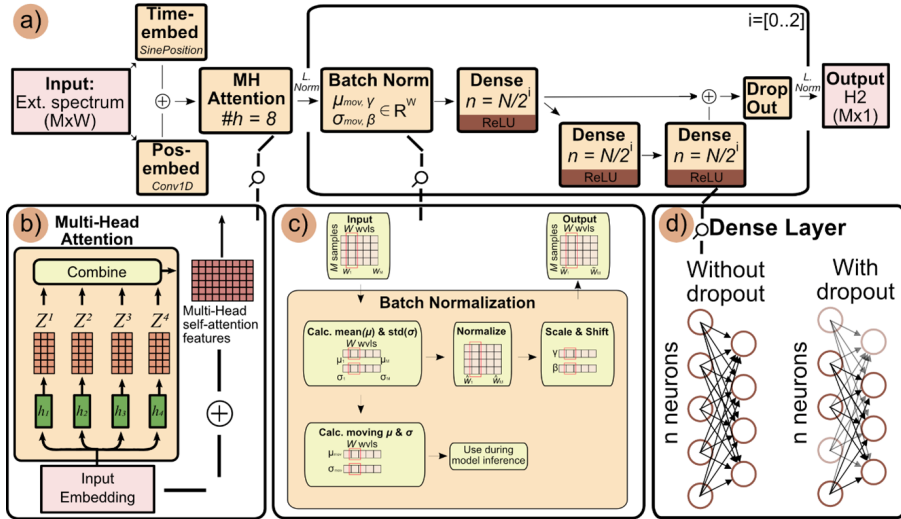 a)
Time-
embed
SinePosition
Input:
Ext. spectrum
(MxW)
Pos-
embed
Conv1D
MH
Attention
#h = 8
L.
Norm
Batch Norm
μmov, γ
σmov, β
∈ R^W
Dense
n = N/2^i
ReLU
Dense
n = N/2^i
ReLU
Dense
n = N/2^i
ReLU
Drop
Out
i=[0..2]
L.
Norm
Output
H2
(Mx1)
b)
Multi-Head
Attention
Combine
Z¹ Z² Z³ Z⁴
h₁ h₂ h₃ h₄
Input
Embedding
Multi-Head
self-attention
features
c)
Input
W wvls
M samples
Output
W wvls
M samples
Batch Normalization
Calc. mean(μ) & std(σ)
W wvls
Normalize
Scale & Shift
γ
β
Calc. moving μ & σ
W wvls
μmov
σmov
Use during
model inference
d)
Dense Layer
Without
dropout
With
dropout
n neurons
n neurons